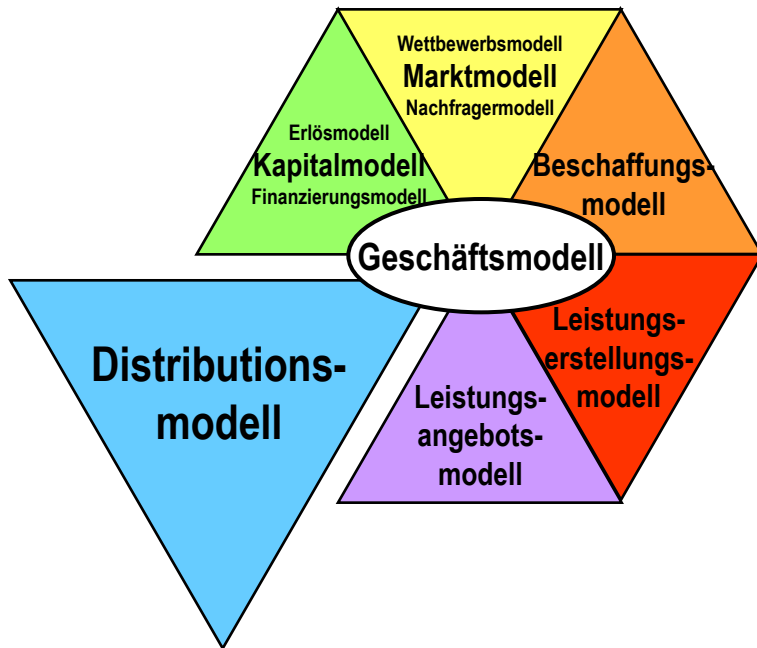 Wettbewerbsmodell
Marktmodell
Nachfragermodell
Erlösmodell
Kapitalmodell
Finanzierungsmodell
Beschaffungs-
modell
Geschäftsmodell
Leistungs-
erstellungs-
modell
Distributions-
modell
Leistungs-
angebots-
modell